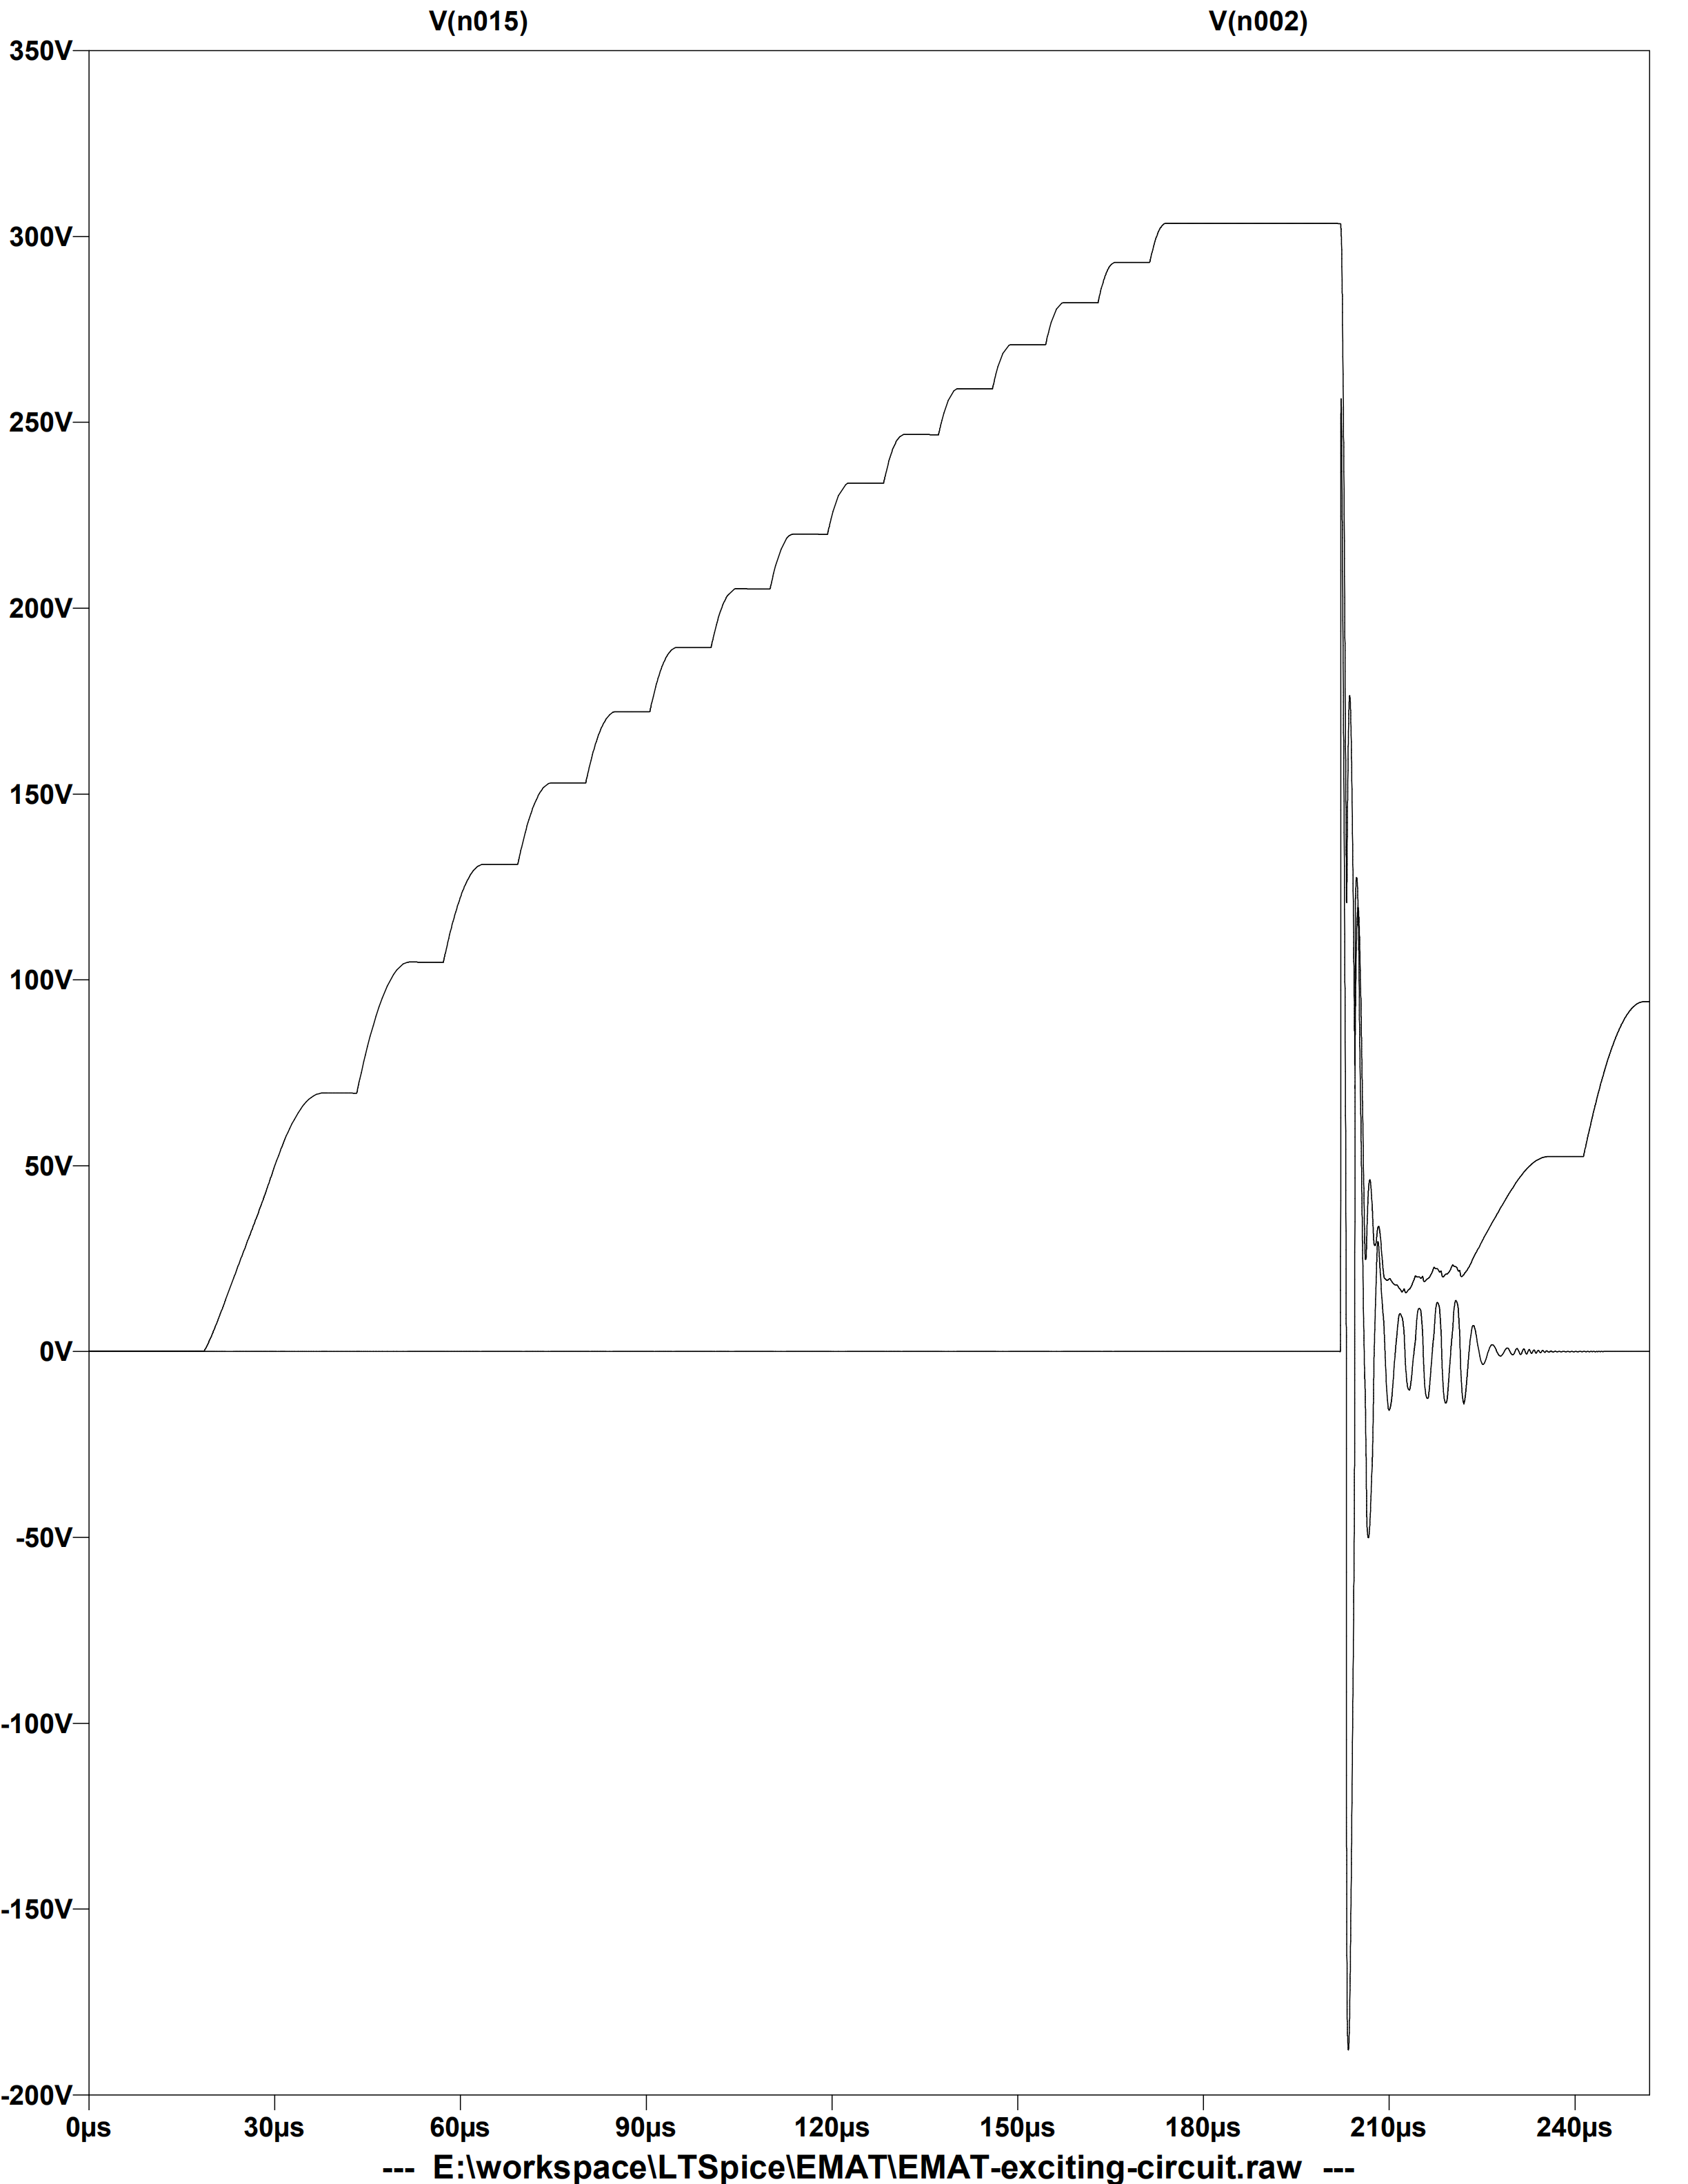 V(n015) V(n002)
350V
300V
250V
200V
150V
100V
50V
0V
-50V
-100V
-150V
-200V
0µs 30µs 60µs 90µs 120µs 150µs 180µs 210µs 240µs
--- E:\workspace\LTSpice\EMAT\EMAT-exciting-circuit.raw ---